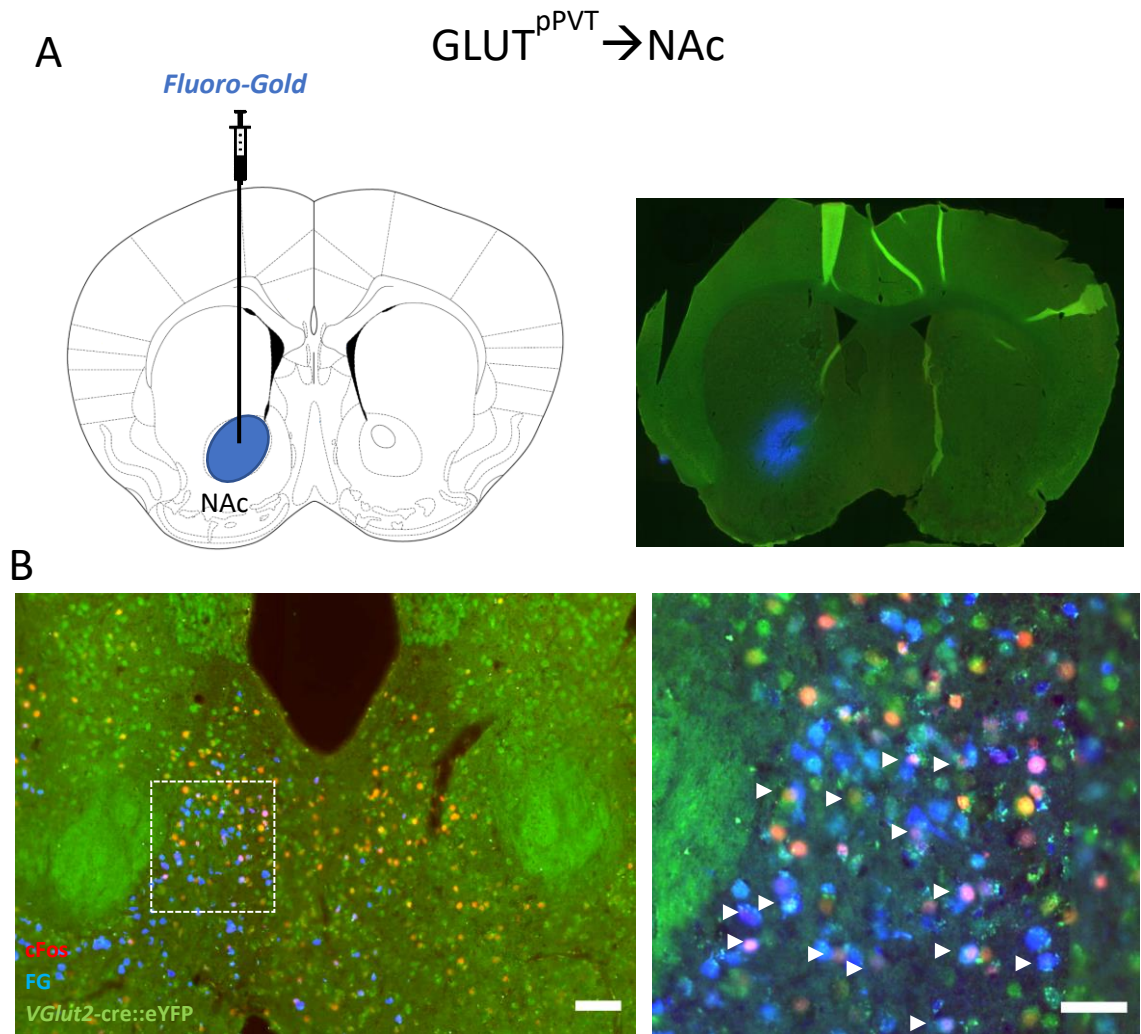 GLUT^pPVT→NAc
A
Fluoro-Gold
NAc
B
cFos
FG
VGlut2-cre::eYFP